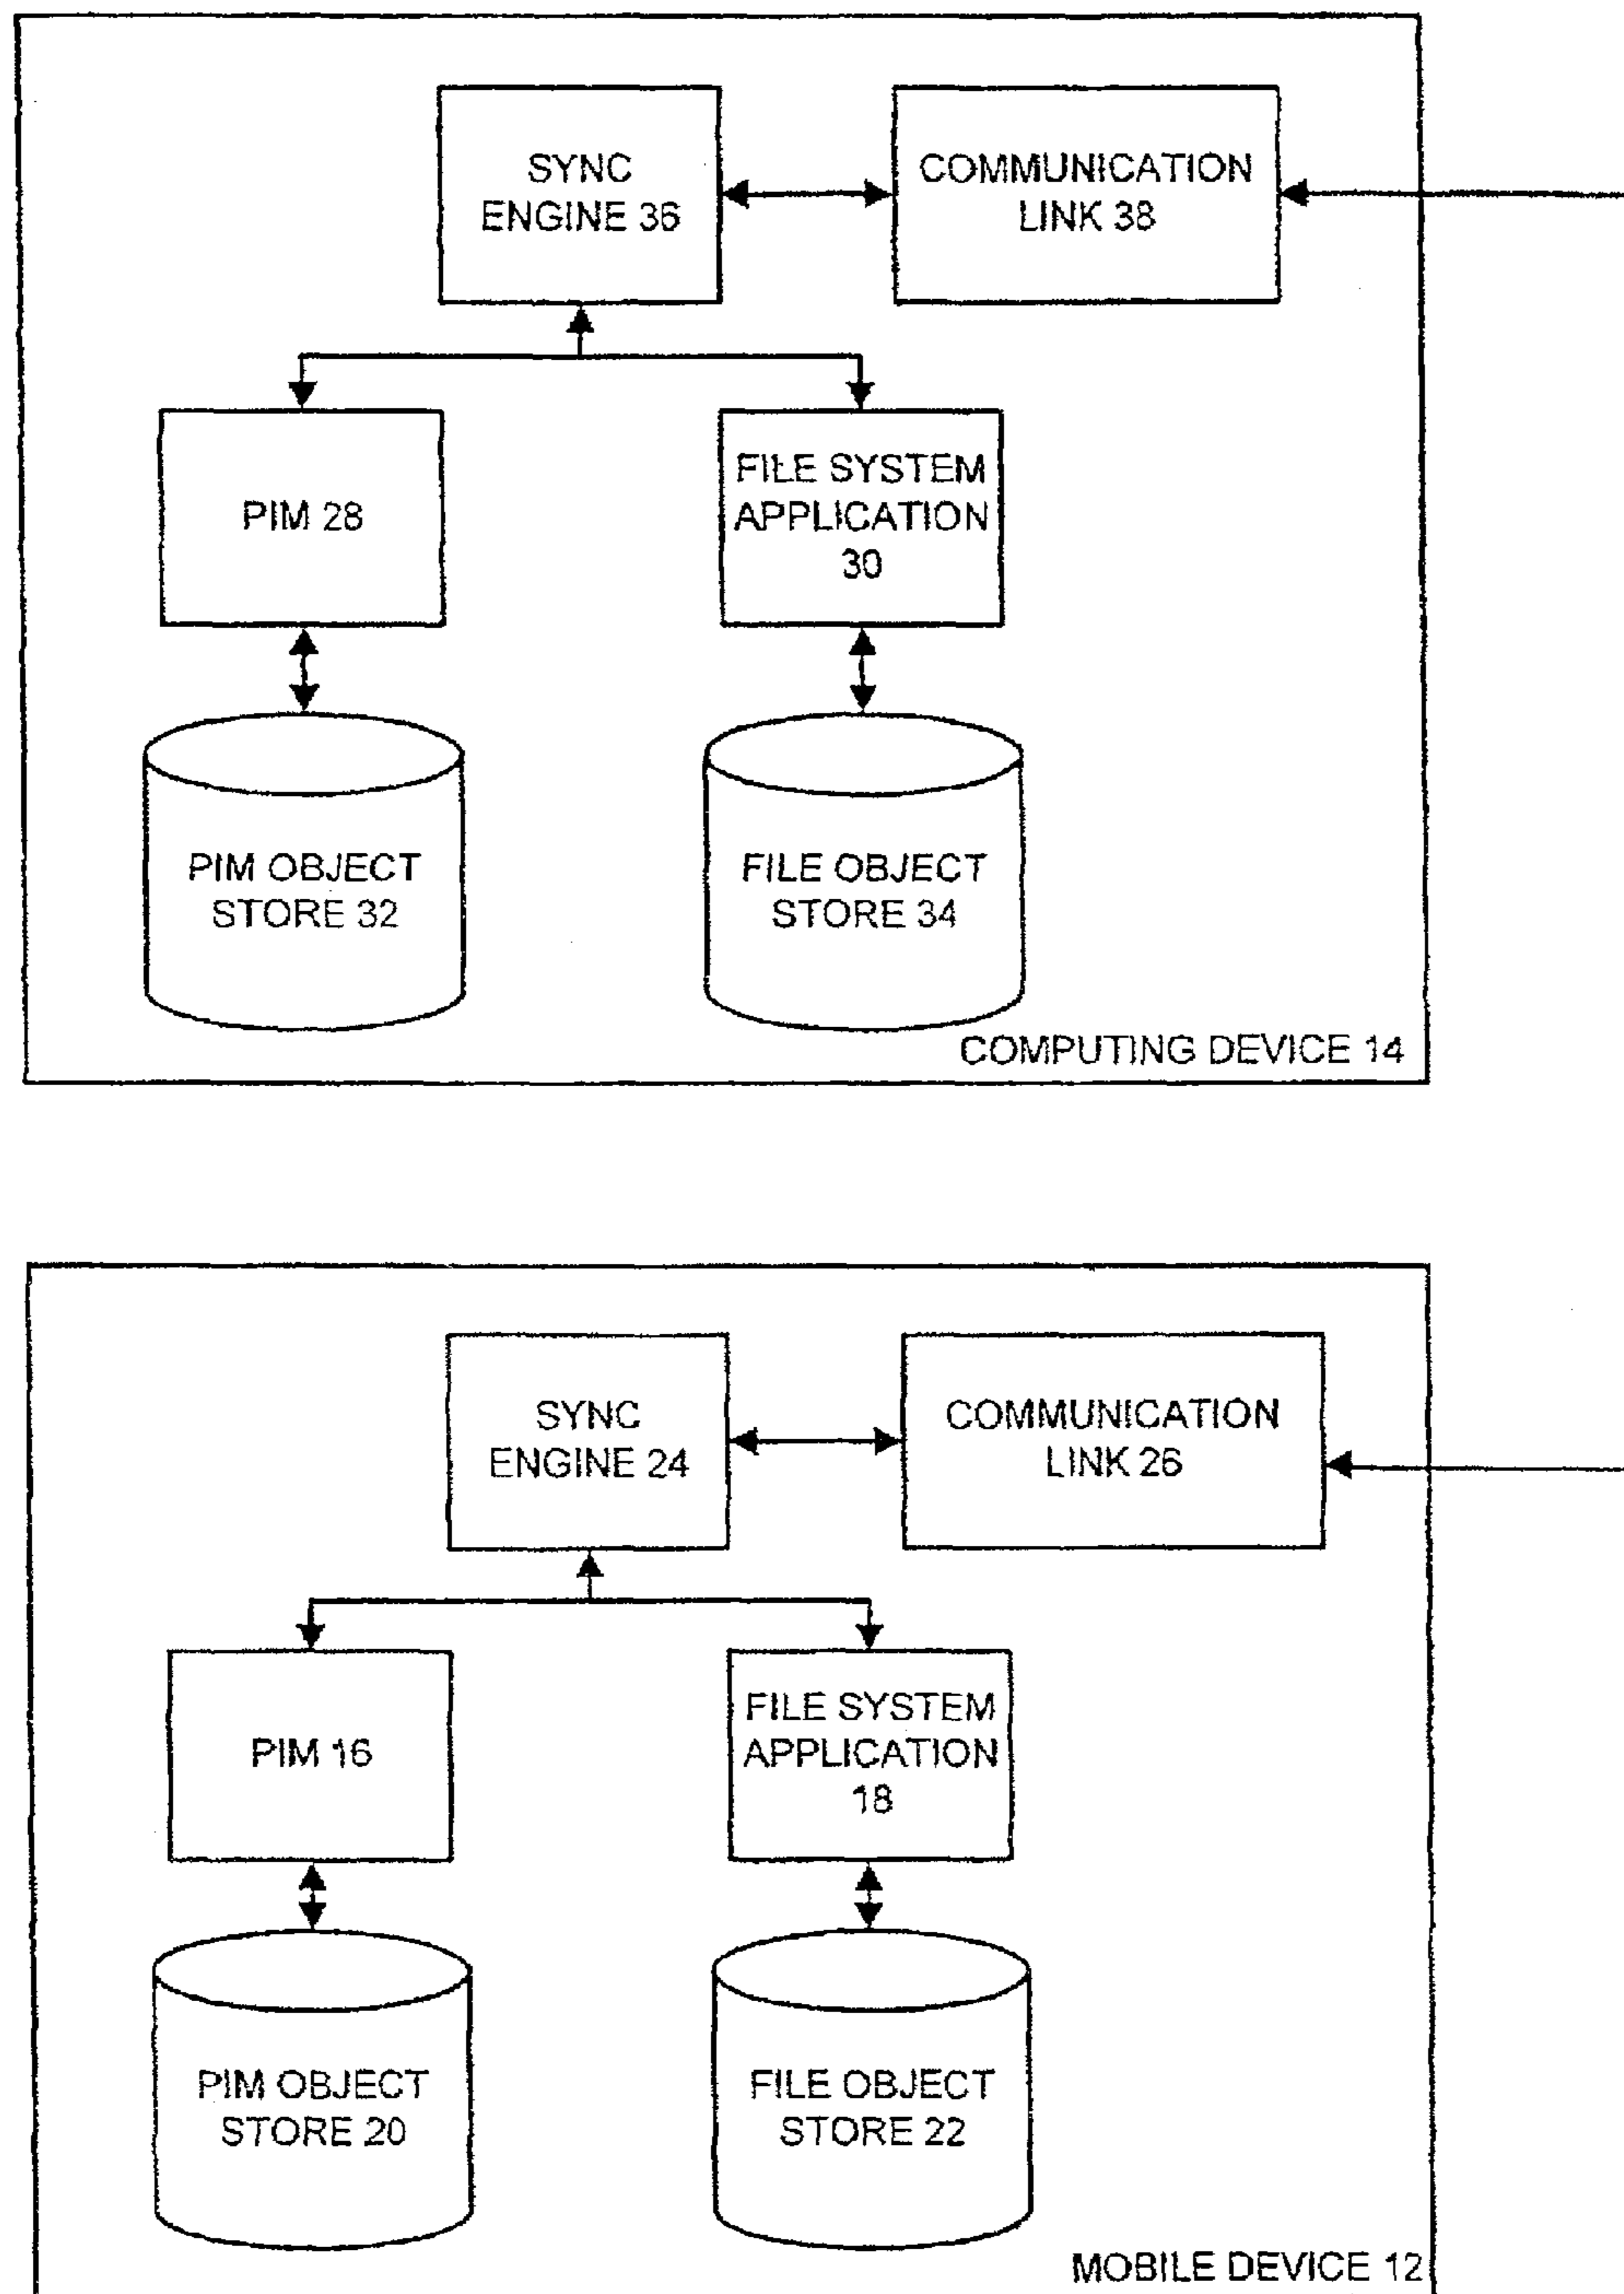 SYNC
ENGINE 36
COMMUNICATION
LINK 38
PIM 28
FILE SYSTEM
APPLICATION
30
PIM OBJECT
STORE 32
FILE OBJECT
STORE 34
COMPUTING DEVICE 14
SYNC
ENGINE 24
COMMUNICATION
LINK 26
PIM 16
FILE SYSTEM
APPLICATION
18
PIM OBJECT
STORE 20
FILE OBJECT
STORE 22
MOBILE DEVICE 12